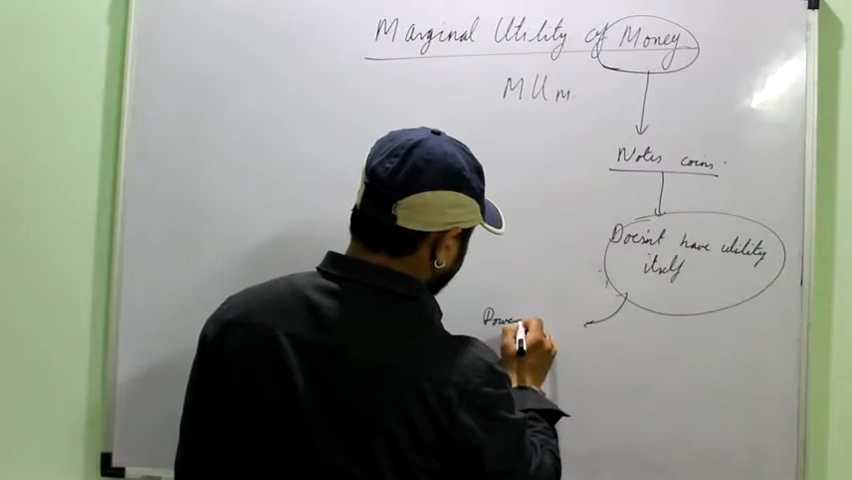 Marginal Utility of Money
MUm
Notes coins.
Doesn't have utility
itself
Power